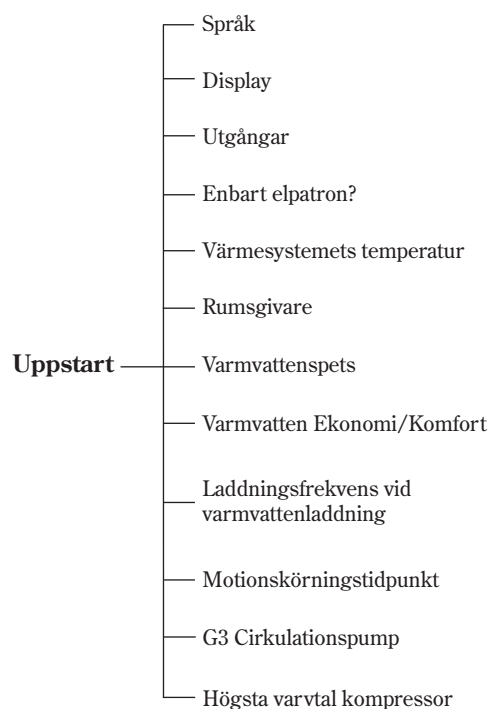 Språk
Display
Utgångar
Enbart elpatron?
Värmesystemets temperatur
Rumsgivare
Uppstart
Varmvattenspets
Varmvatten Ekonomi/Komfort
Laddningsfrekvens vid
varmvattenladdning
Motionskörningstidpunkt
G3 Cirkulationspump
Högsta varvtal kompressor